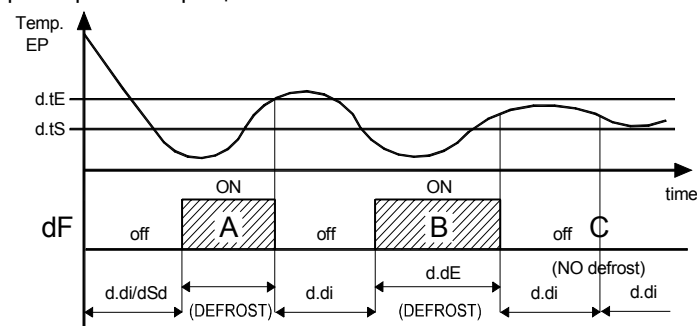 Temp.
EP
d.tE
d.tS
time
ON
ON
dF
off
A
off
B
off
C
(NO defrost)
d.dE
d.di/dSd
(DEFROST)
d.di
(DEFROST)
d.di
d.di